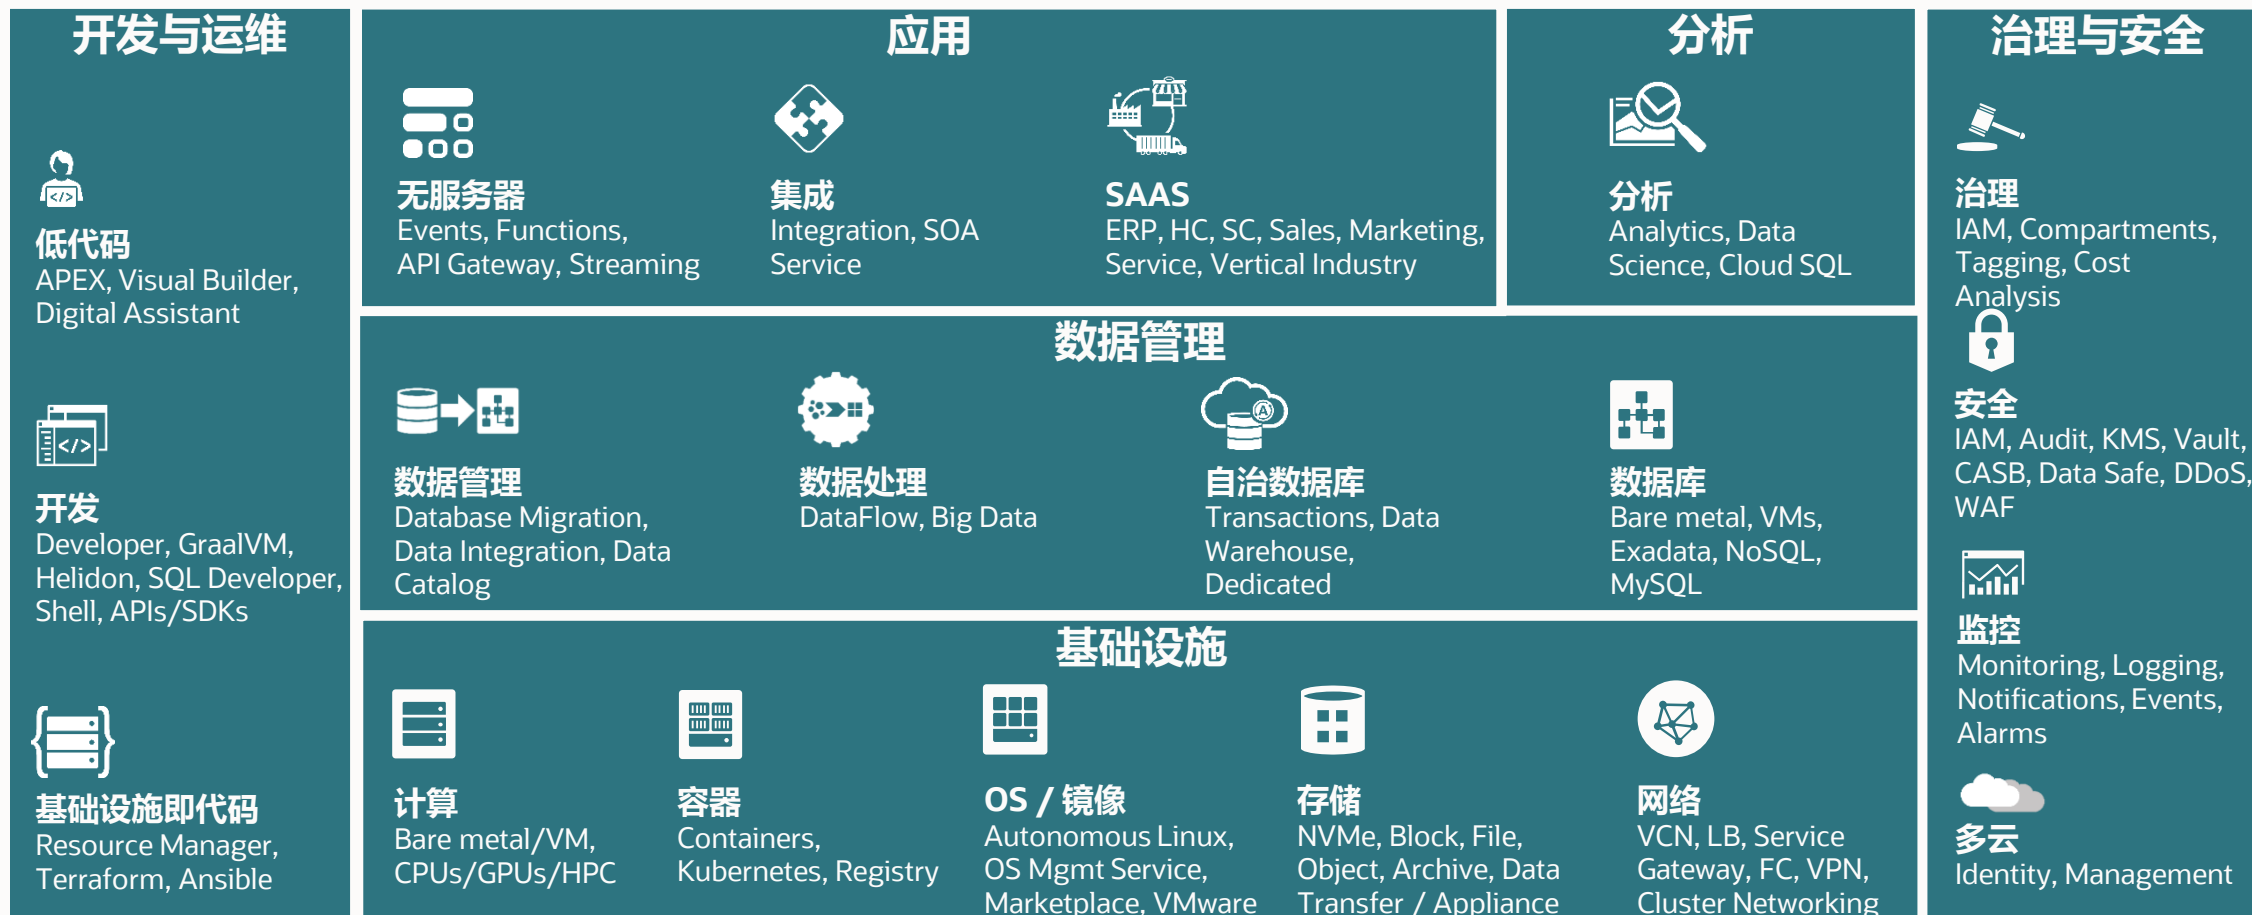 开发与运维
低代码
APEX, Visual Builder,
Digital Assistant
开发
Developer, GraalVM,
Helidon, SQL Developer,
Shell, APIs/SDKs
基础设施即代码
Resource Manager,
Terraform, Ansible
应用
无服务器
Events, Functions,
API Gateway, Streaming
集成
Integration, SOA
Service
SAAS
ERP, HC, SC, Sales, Marketing,
Service, Vertical Industry
分析
分析
Analytics, Data
Science, Cloud SQL
数据管理
数据管理
Database Migration,
Data Integration, Data
Catalog
数据处理
DataFlow, Big Data
自治数据库
Transactions, Data
Warehouse,
Dedicated
数据库
Bare metal, VMs,
Exadata, NoSQL,
MySQL
基础设施
计算
Bare metal/VM,
CPUs/GPUs/HPC
容器
Containers,
Kubernetes, Registry
OS / 镜像
Autonomous Linux,
OS Mgmt Service,
Marketplace, VMware
存储
NVMe, Block, File,
Object, Archive, Data
Transfer / Appliance
网络
VCN, LB, Service
Gateway, FC, VPN,
Cluster Networking
治理与安全
治理
IAM, Compartments,
Tagging, Cost
Analysis
安全
IAM, Audit, KMS, Vault,
CASB, Data Safe, DDoS,
WAF
监控
Monitoring, Logging,
Notifications, Events,
Alarms
多云
Identity, Management